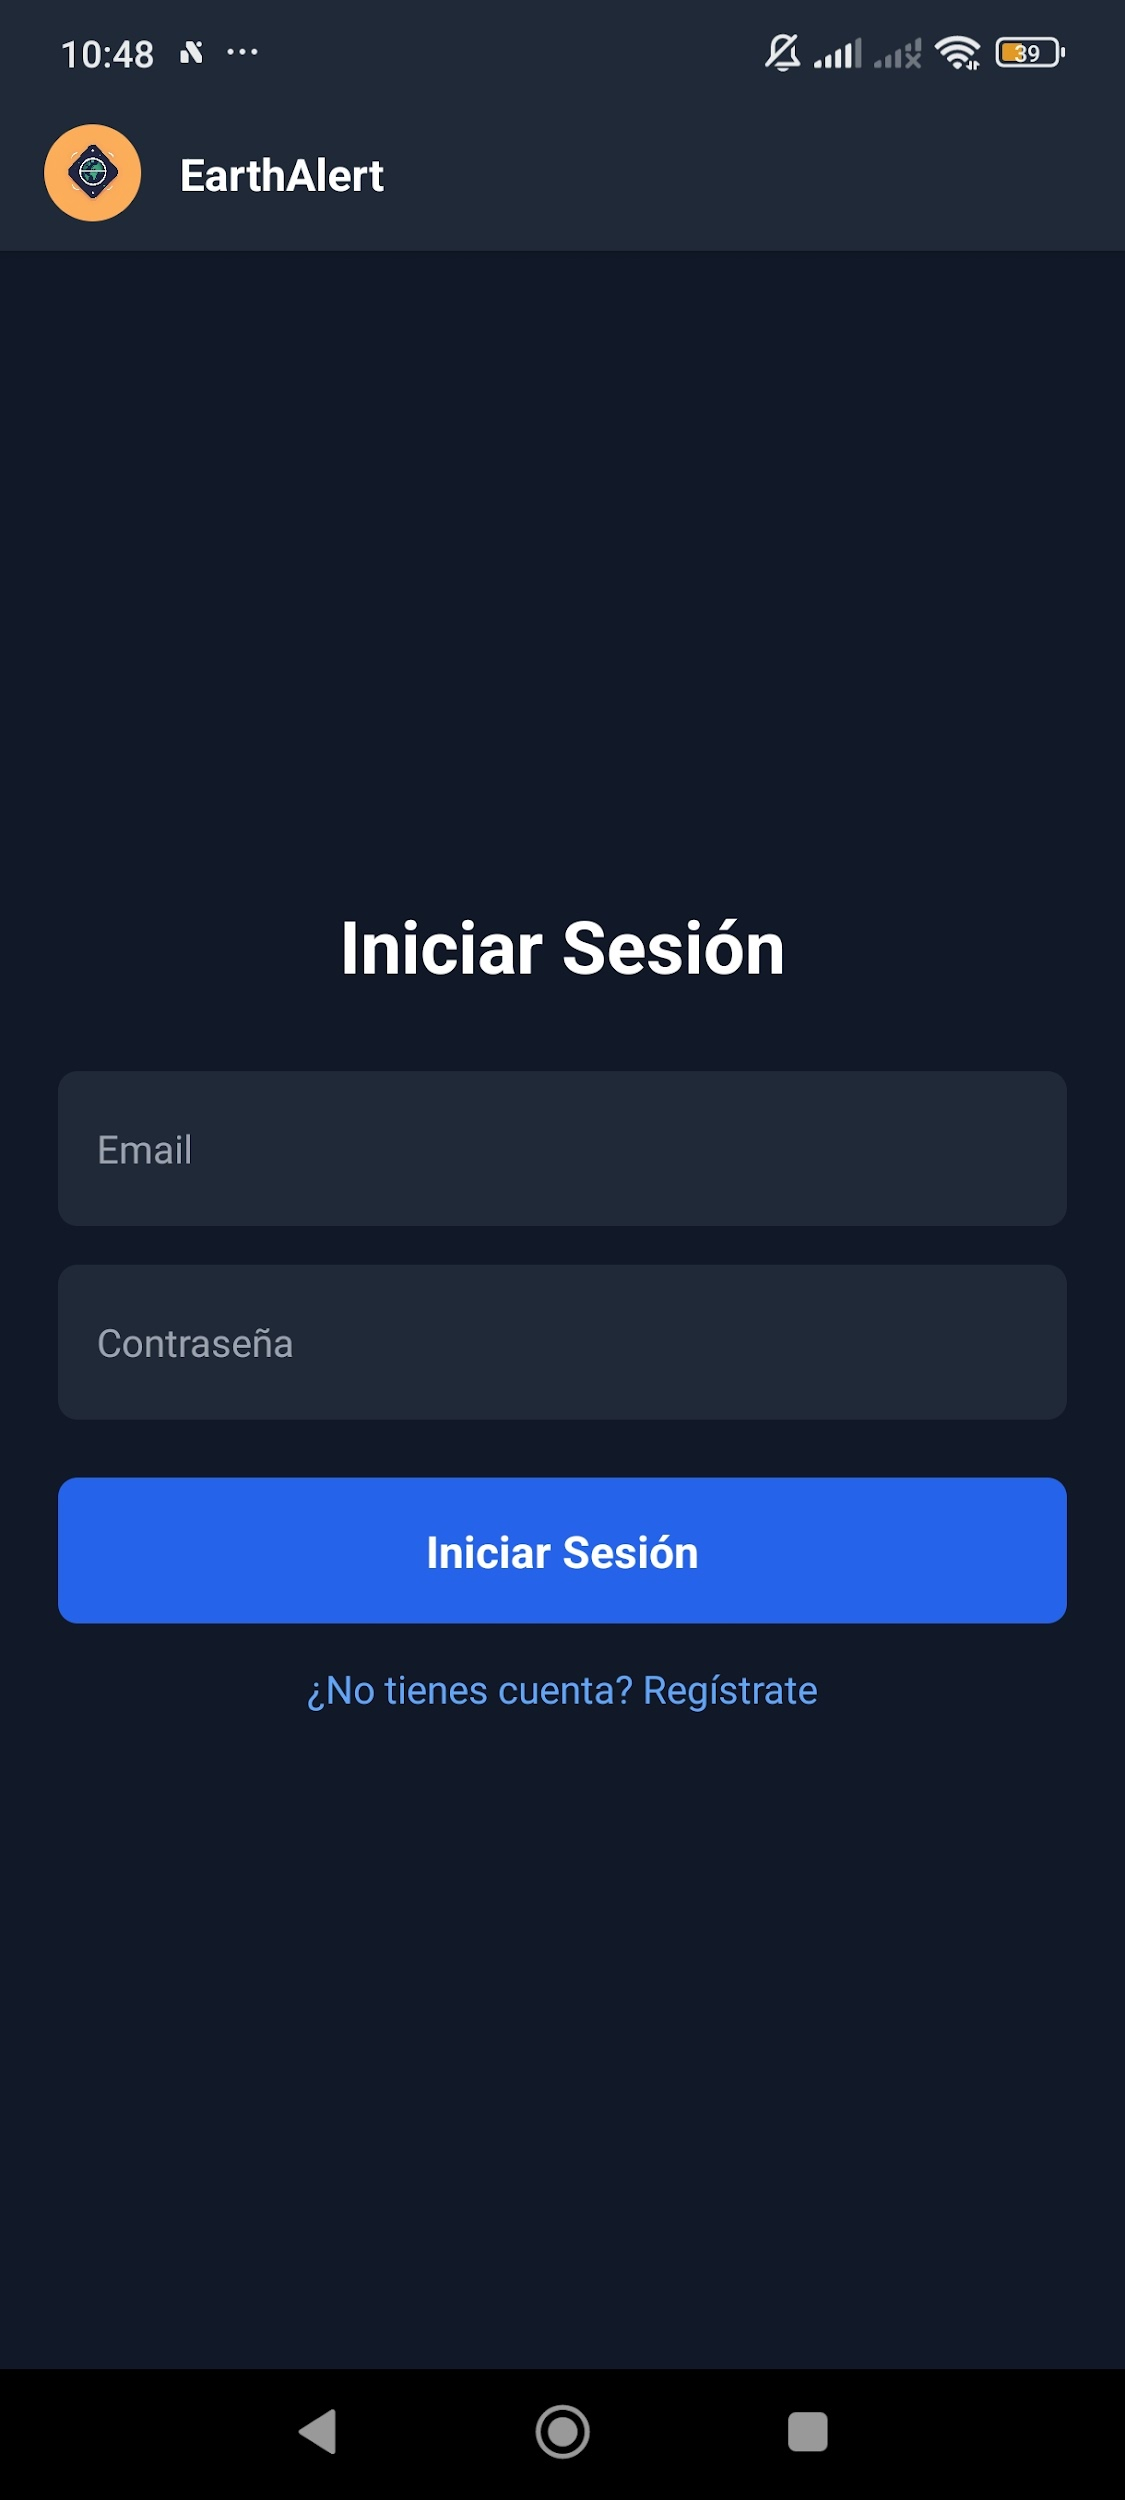 10:48
39
EarthAlert
Iniciar Sesión
Email
Contraseña
Iniciar Sesión
¿No tienes cuenta? Regístrate